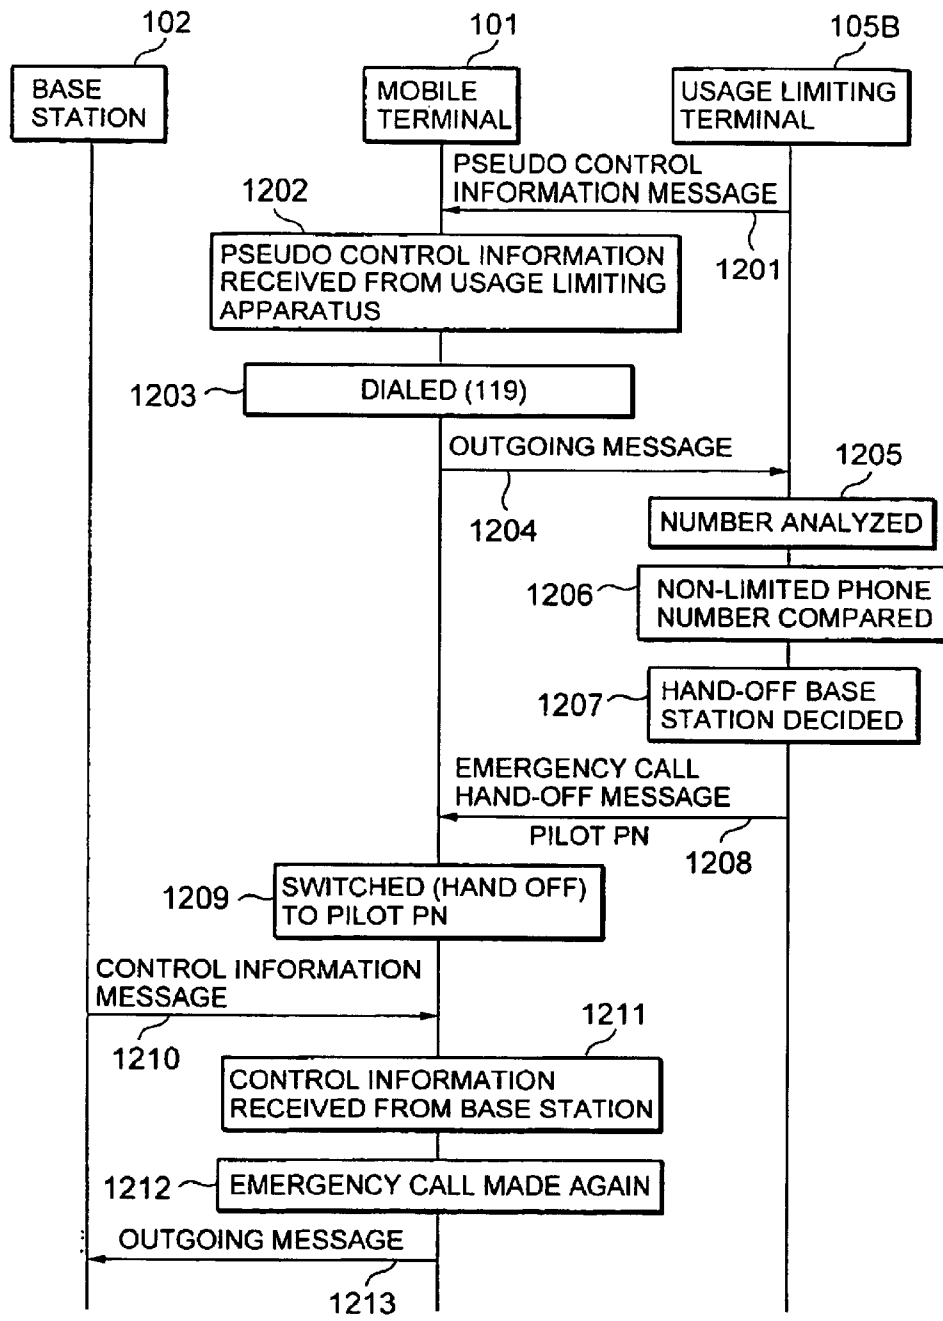 102
101
105B
BASE
STATION
MOBILE
TERMINAL
USAGE LIMITING
TERMINAL
PSEUDO CONTROL
INFORMATION MESSAGE
1201
1202
PSEUDO CONTROL INFORMATION
RECEIVED FROM USAGE LIMITING
APPARATUS
1203
DIALED (119)
OUTGOING MESSAGE
1204
1205
NUMBER ANALYZED
1206
NON-LIMITED PHONE
NUMBER COMPARED
1207
HAND-OFF BASE
STATION DECIDED
EMERGENCY CALL
HAND-OFF MESSAGE
PILOT PN
1208
1209
SWITCHED (HAND OFF)
TO PILOT PN
CONTROL INFORMATION
MESSAGE
1210
1211
CONTROL INFORMATION
RECEIVED FROM BASE STATION
1212
EMERGENCY CALL MADE AGAIN
OUTGOING MESSAGE
1213